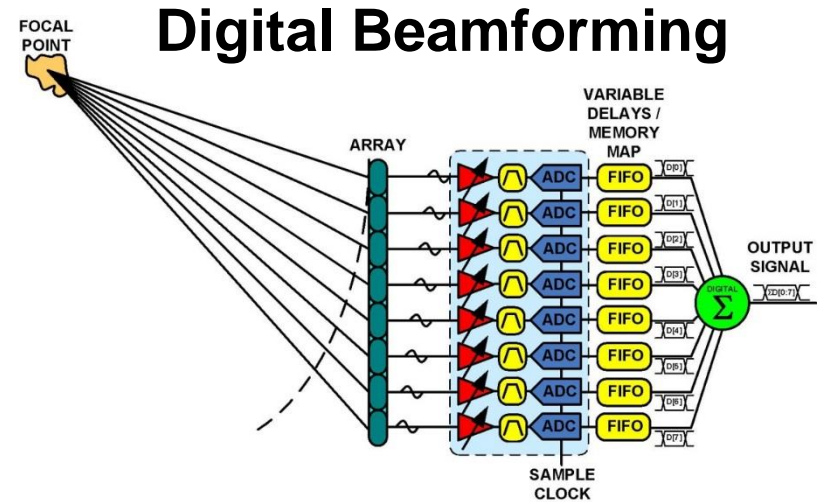 Digital Beamforming
FOCAL
POINT
VARIABLE
DELAYS /
MEMORY
MAP
ARRAY
ADC
FIFO
D[0]
ADC
FIFO
D[1]
ADC
FIFO
D[2]
ADC
FIFO
D[3]
ADC
FIFO
D[4]
ADC
FIFO
D[5]
ADC
FIFO
D[6]
ADC
FIFO
D[7]
DIGITAL
Σ
OUTPUT
SIGNAL
ΣD[0:7]
SAMPLE
CLOCK